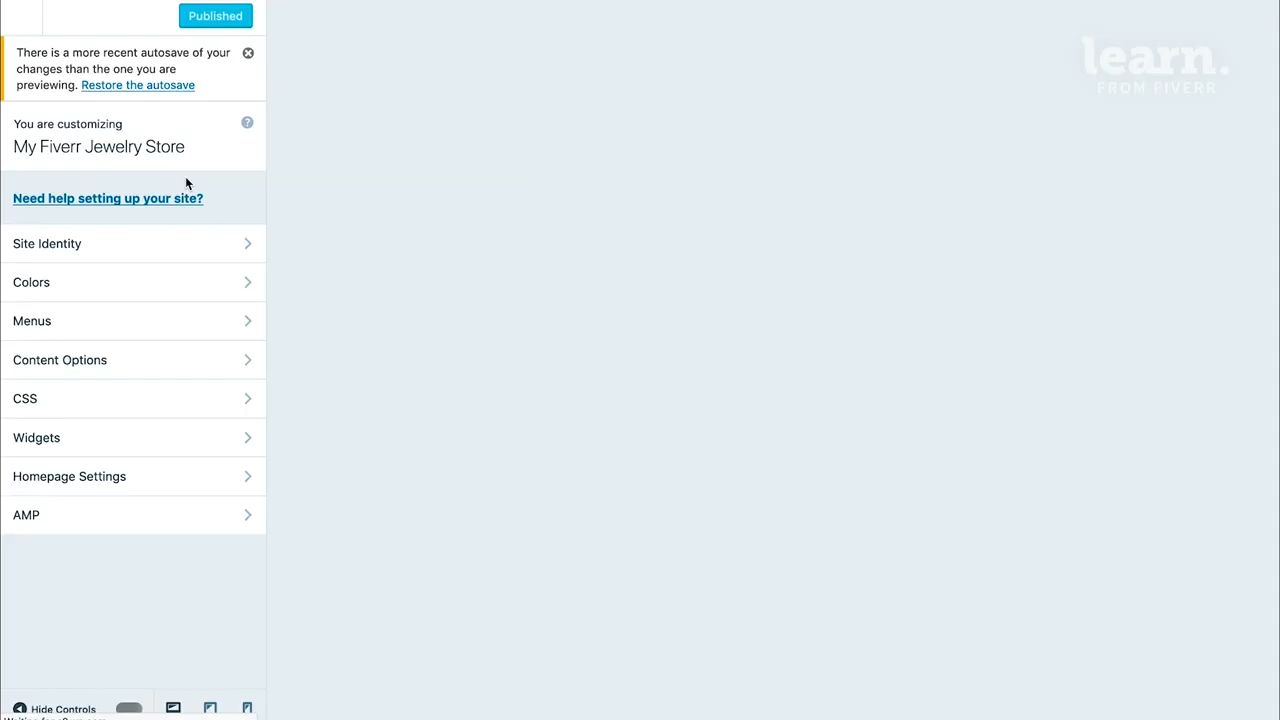 Published
There is a more recent autosave of your
changes than the one you are
previewing. Restore the autosave
You are customizing
My Fiverr Jewelry Store
Need help setting up your site?
Site Identity
Colors
Menus
Content Options
CSS
Widgets
Homepage Settings
AMP
Hide Controls
learn.
FROM FIVERR